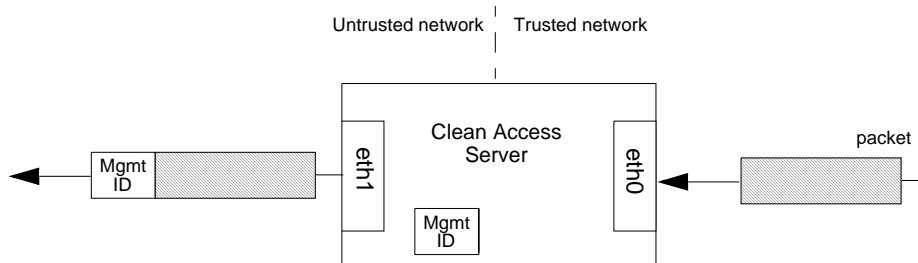 Untrusted network Trusted network
Clean Access
Server
packet
eth1
eth0
Mgmt
ID
Mgmt
ID